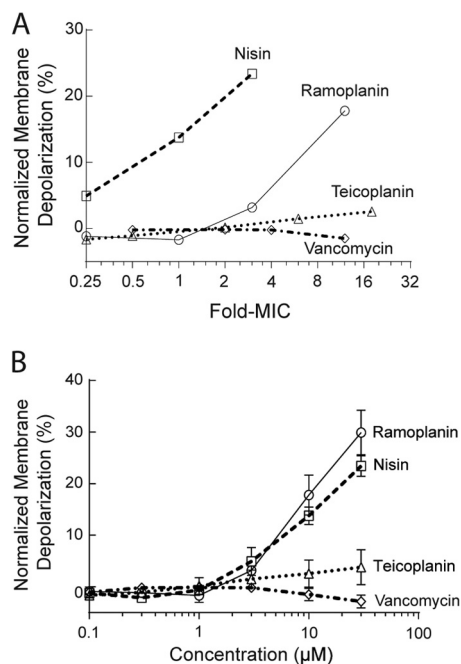 A
Normalized Membrane
Depolarization (%)
30
20
10
0
Nisin
Ramoplanin
Teicoplanin
Vancomycin
0.25 0.5 1 2 4 8 16 32
Fold-MIC
B
Normalized Membrane
Depolarization (%)
40
30
20
10
0
Ramoplanin
Nisin
Teicoplanin
Vancomycin
0.1 1 10 100
Concentration (µM)